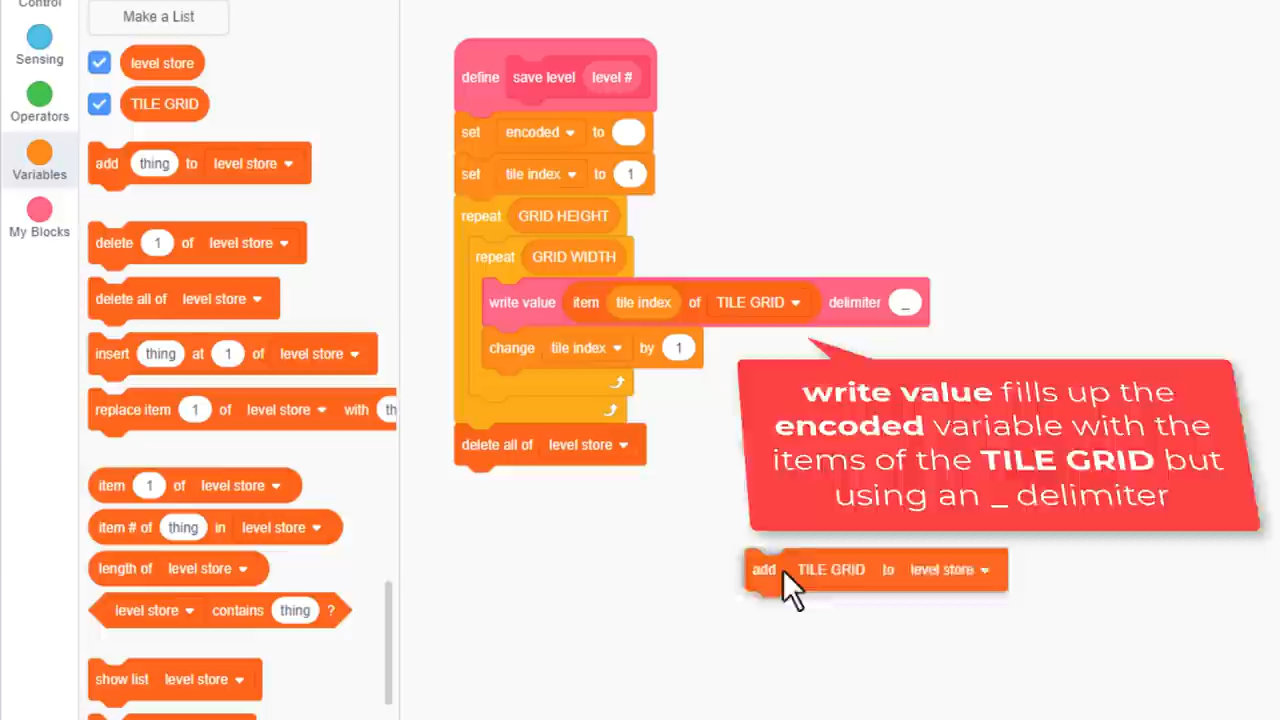 Control
Sensing
Operators
Variables
My Blocks
Make a List
level store
TILE GRID
add thing to level store
delete 1 of level store
delete all of level store
insert thing at 1 of level store
replace item 1 of level store with th
item 1 of level store
item # of thing in level store
length of level store
level store contains thing ?
show list level store
define save level level #
set encoded to
set tile index to 1
repeat GRID HEIGHT
repeat GRID WIDTH
write value item tile index of TILE GRID delimiter _
change tile index by 1
delete all of level store
write value fills up the
encoded variable with the
items of the TILE GRID but
using an _ delimiter
add TILE GRID to level store